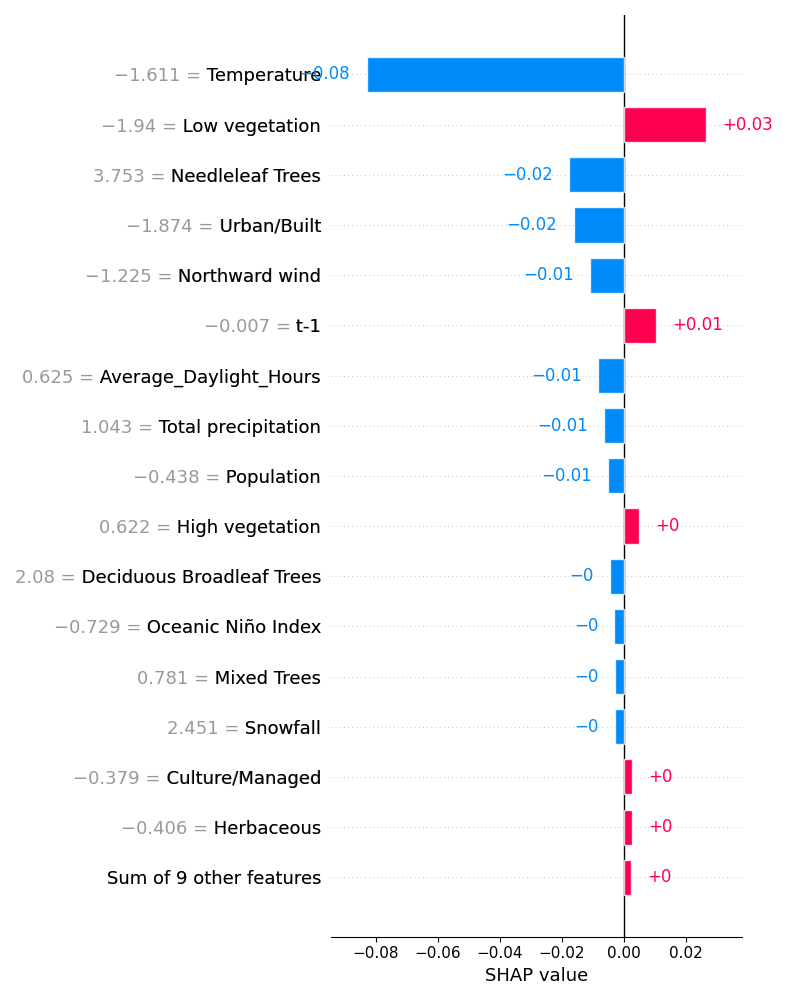 −1.611 = Temperature −0.08
−1.94 = Low vegetation +0.03
3.753 = Needleleaf Trees −0.02
−1.874 = Urban/Built −0.02
−1.225 = Northward wind −0.01
−0.007 = t-1 +0.01
0.625 = Average_Daylight_Hours −0.01
1.043 = Total precipitation −0.01
−0.438 = Population −0.01
0.622 = High vegetation +0
2.08 = Deciduous Broadleaf Trees −0
−0.729 = Oceanic Niño Index −0
0.781 = Mixed Trees −0
2.451 = Snowfall −0
−0.379 = Culture/Managed +0
−0.406 = Herbaceous +0
Sum of 9 other features +0
−0.08 −0.06 −0.04 −0.02 0.00 0.02
SHAP value